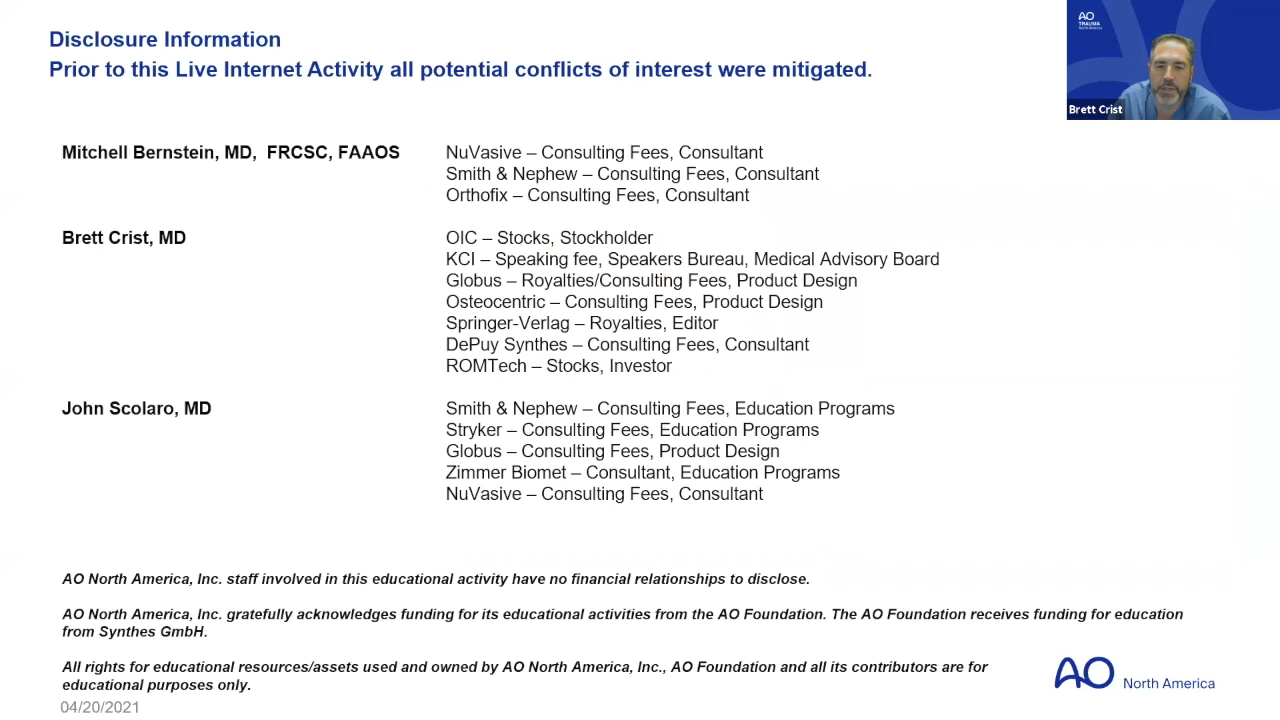 Disclosure Information
Prior to this Live Internet Activity all potential conflicts of interest were mitigated.
AO
TRAUMA
North America
Brett Crist
Mitchell Bernstein, MD, FRCSC, FAAOS
NuVasive – Consulting Fees, Consultant
Smith & Nephew – Consulting Fees, Consultant
Orthofix – Consulting Fees, Consultant
Brett Crist, MD
OIC – Stocks, Stockholder
KCI – Speaking fee, Speakers Bureau, Medical Advisory Board
Globus – Royalties/Consulting Fees, Product Design
Osteocentric – Consulting Fees, Product Design
Springer-Verlag – Royalties, Editor
DePuy Synthes – Consulting Fees, Consultant
ROMTech – Stocks, Investor
John Scolaro, MD
Smith & Nephew – Consulting Fees, Education Programs
Stryker – Consulting Fees, Education Programs
Globus – Consulting Fees, Product Design
Zimmer Biomet – Consultant, Education Programs
NuVasive – Consulting Fees, Consultant
AO North America, Inc. staff involved in this educational activity have no financial relationships to disclose.
AO North America, Inc. gratefully acknowledges funding for its educational activities from the AO Foundation. The AO Foundation receives funding for education
from Synthes GmbH.
All rights for educational resources/assets used and owned by AO North America, Inc., AO Foundation and all its contributors are for
educational purposes only.
04/20/2021
AO North America